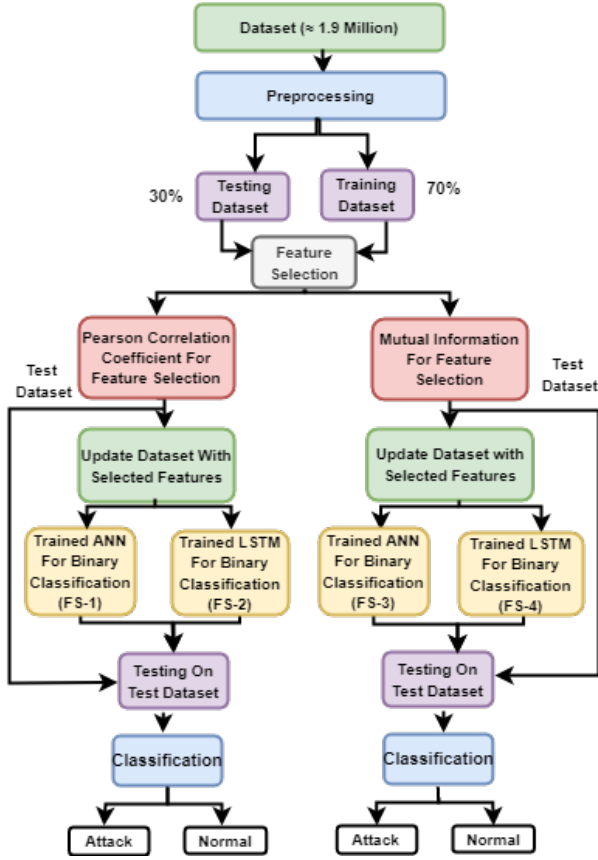 Dataset (≈ 1.9 Million)
Preprocessing
30%
Testing
Dataset
Training
Dataset
70%
Feature
Selection
Pearson Correlation
Coefficient For
Feature Selection
Mutual Information
For Feature
Selection
Test
Dataset
Test
Dataset
Update Dataset With
Selected Features
Update Dataset with
Selected Features
Trained ANN
For Binary
Classification
(FS-1)
Trained LSTM
For Binary
Classification
(FS-2)
Trained ANN
For Binary
Classification
(FS-3)
Trained LSTM
For Binary
Classification
(FS-4)
Testing On
Test Dataset
Testing On
Test Dataset
Classification
Classification
Attack
Normal
Attack
Normal